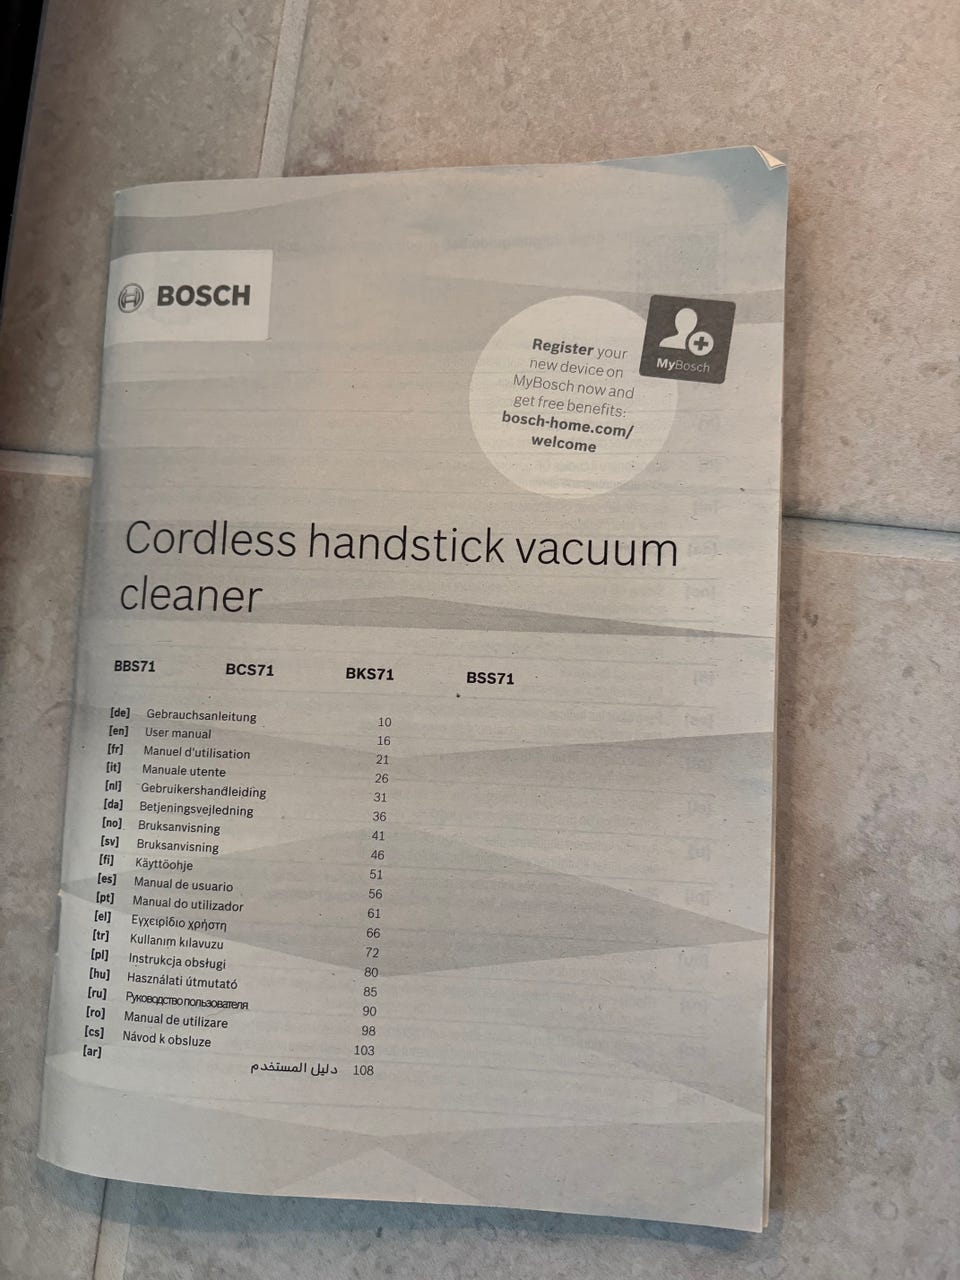 BOSCH
Register your
new device on
MyBosch now and
get free benefits:
bosch-home.com/
welcome
MyBosch
Cordless handstick vacuum
cleaner
BBS71 BCS71 BKS71 BSS71
[de] Gebrauchsanleitung 10
[en] User manual 16
[fr] Manuel d'utilisation 21
[it] Manuale utente 26
[nl] Gebruikershandleiding 31
[da] Betjeningsvejledning 36
[no] Bruksanvisning 41
[sv] Bruksanvisning 46
[fi] Käyttöohje 51
[es] Manual de usuario 56
[pt] Manual do utilizador 61
[el] Εγχειρίδιο χρήστη 66
[tr] Kullanım kılavuzu 72
[pl] Instrukcja obsługi 80
[hu] Használati útmutató 85
[ru] Руководство пользователя 90
[ro] Manual de utilizare 98
[cs] Návod k obsluze 103
[ar] دليل المستخدم 108